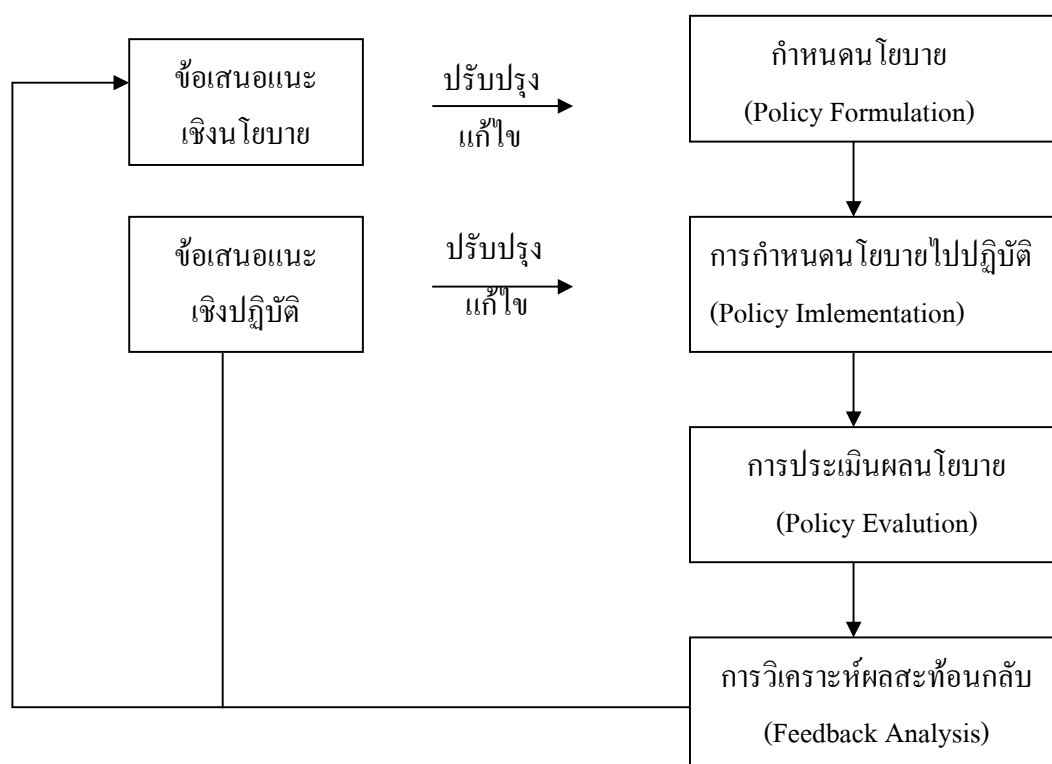 ข้อเสนอแนะ
เชิงนโยบาย
ปรับปรุง
แก้ไข
กำหนดนโยบาย
(Policy Formulation)
ข้อเสนอแนะ
เชิงปฏิบัติ
ปรับปรุง
แก้ไข
การกำหนดนโยบายไปปฏิบัติ
(Policy Imlementation)
การประเมินผลนโยบาย
(Policy Evalution)
การวิเคราะห์ผลสะท้อนกลับ
(Feedback Analysis)